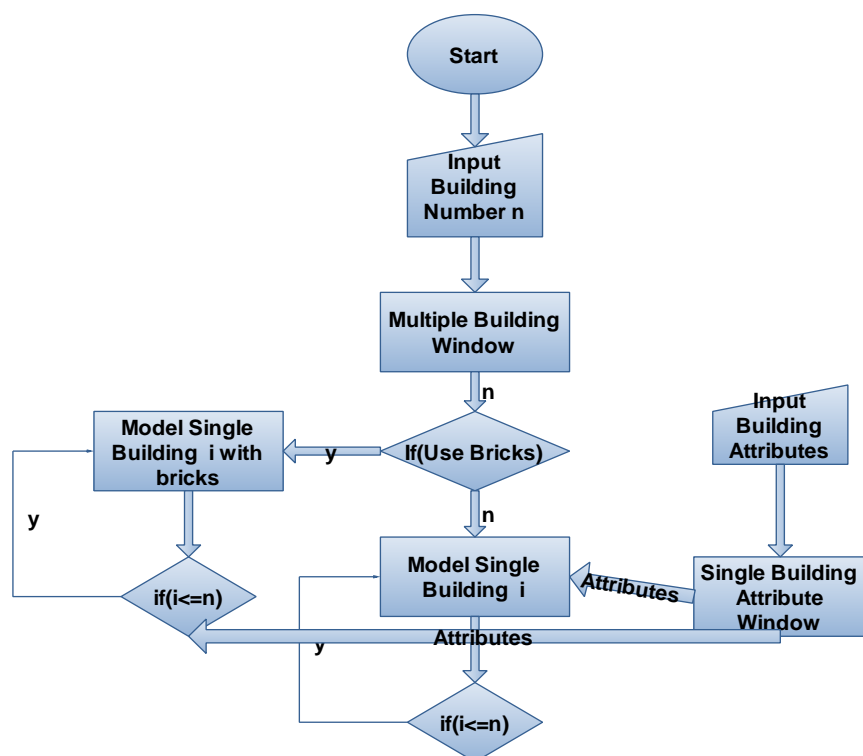 Start
Input
Building
Number n
Multiple Building
Window
n
If(Use Bricks)
y
Model Single
Building i with
bricks
y
if(i<=n)
n
Model Single
Building i
y
if(i<=n)
Input
Building
Attributes
Single Building
Attribute
Window
Attributes
Attributes